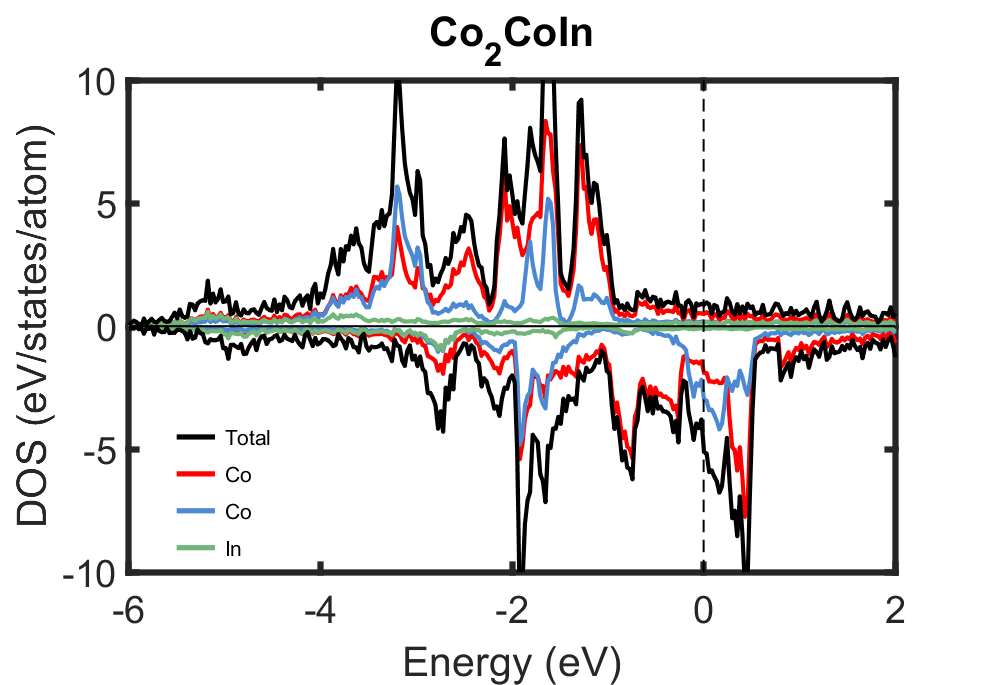 Co₂CoIn
10
5
0
-5
-10
DOS (eV/states/atom)
Total
Co
Co
In
-6 -4 -2 0 2
Energy (eV)